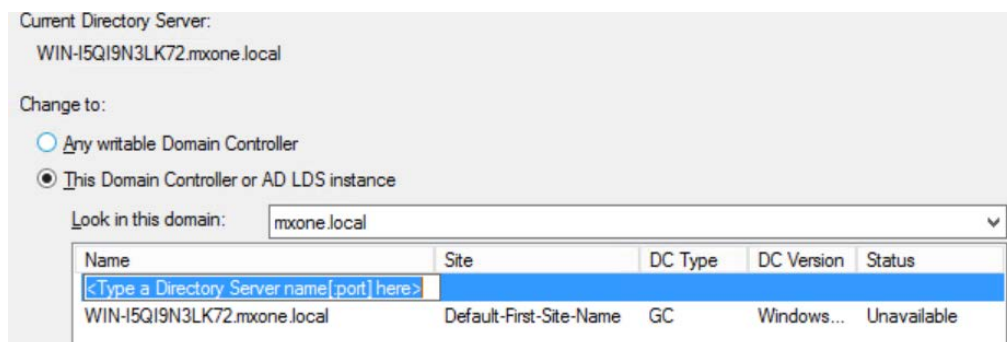 Current Directory Server:
WIN-I5QI9N3LK72.mxone.local
Change to:
Any writable Domain Controller
This Domain Controller or AD LDS instance
Look in this domain: mxone.local
Name Site DC Type DC Version Status
<Type a Directory Server name[:port] here>
WIN-I5QI9N3LK72.mxone.local Default-First-Site-Name GC Windows... Unavailable